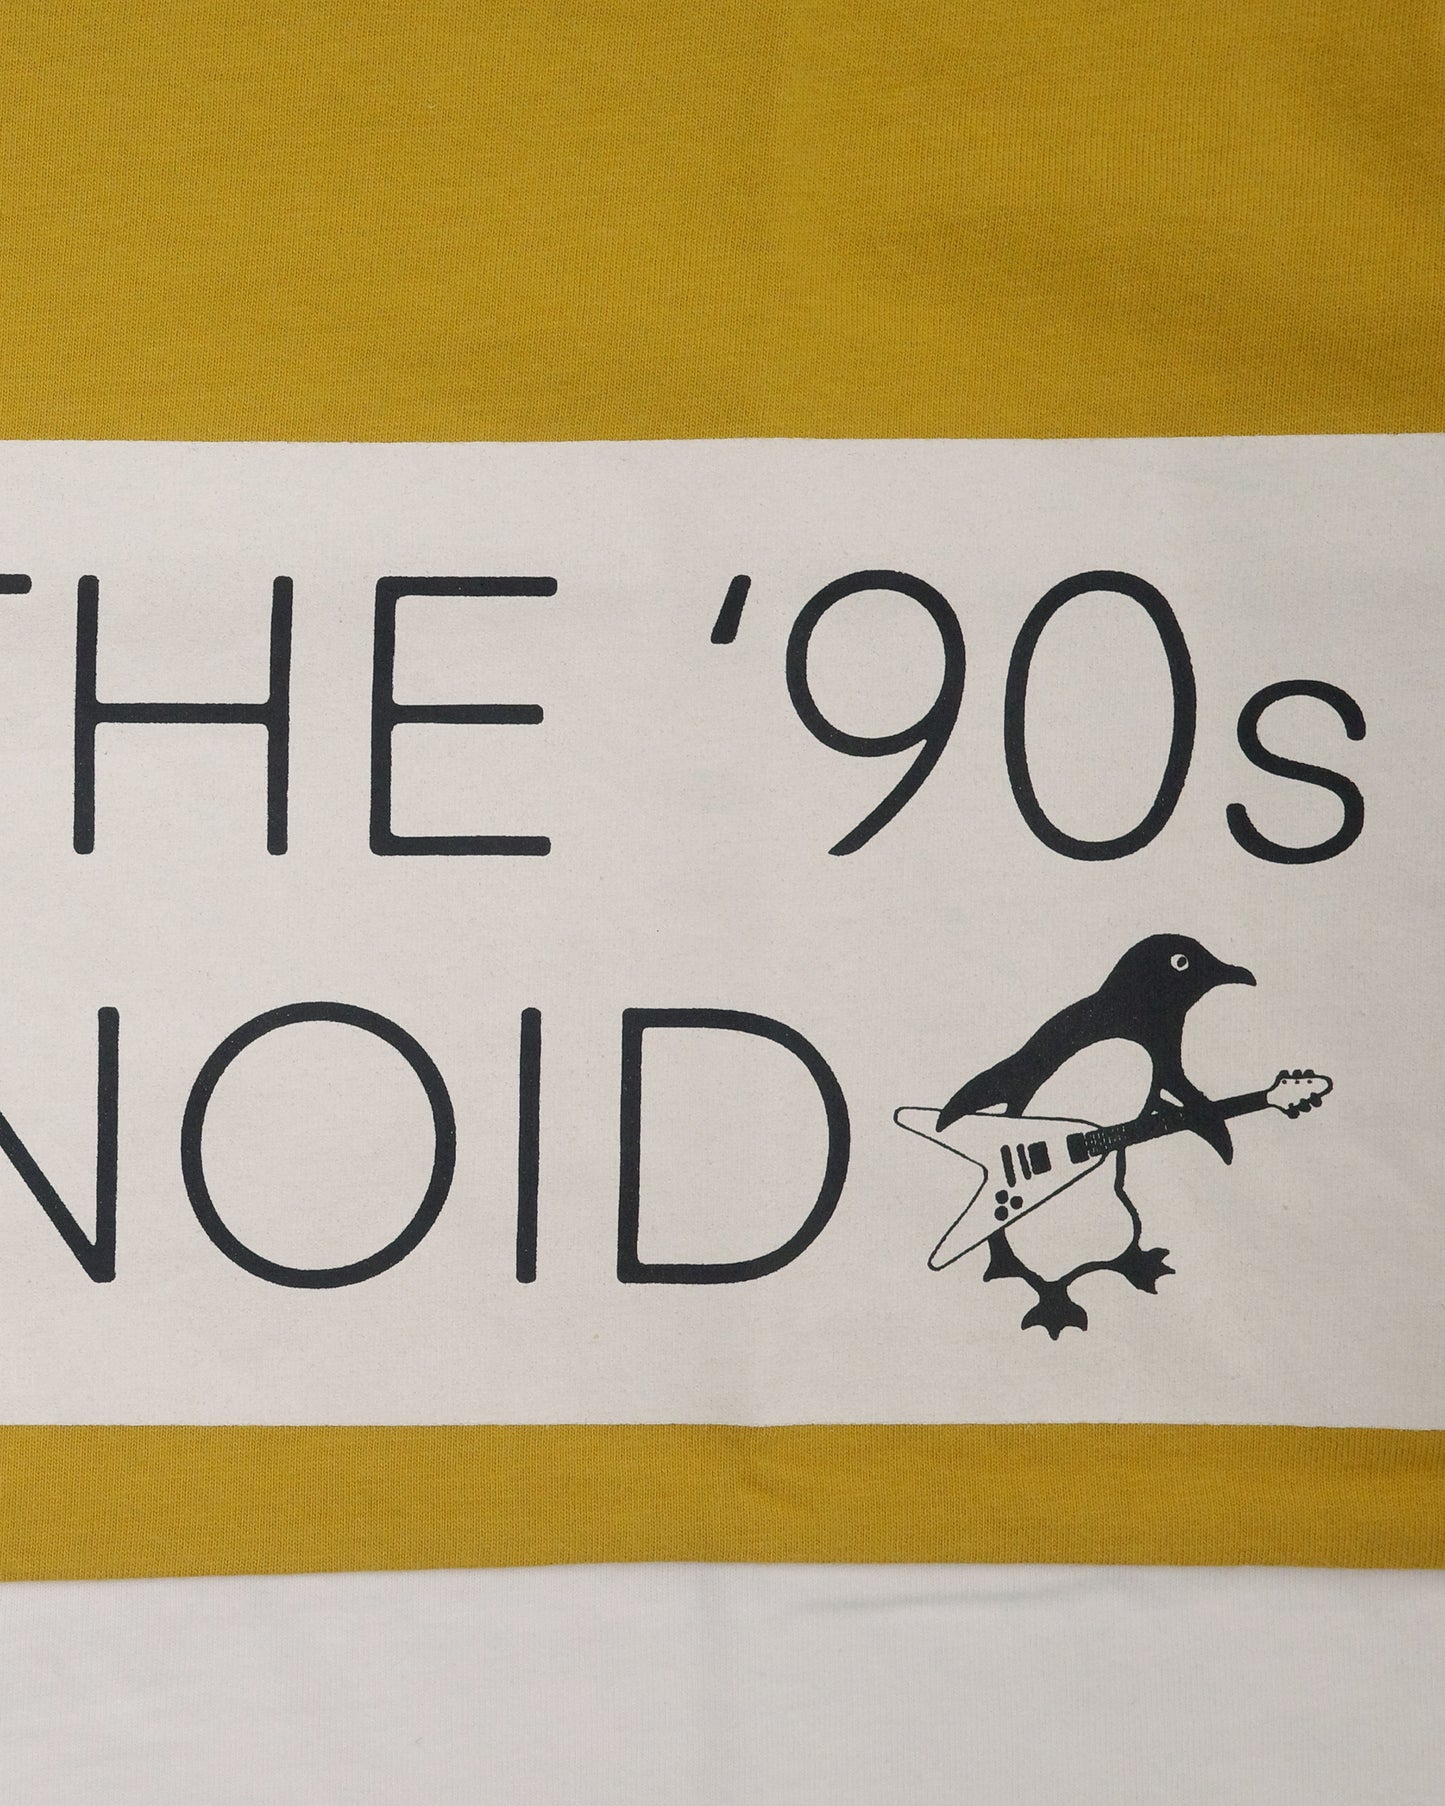 THE '90s
NOID